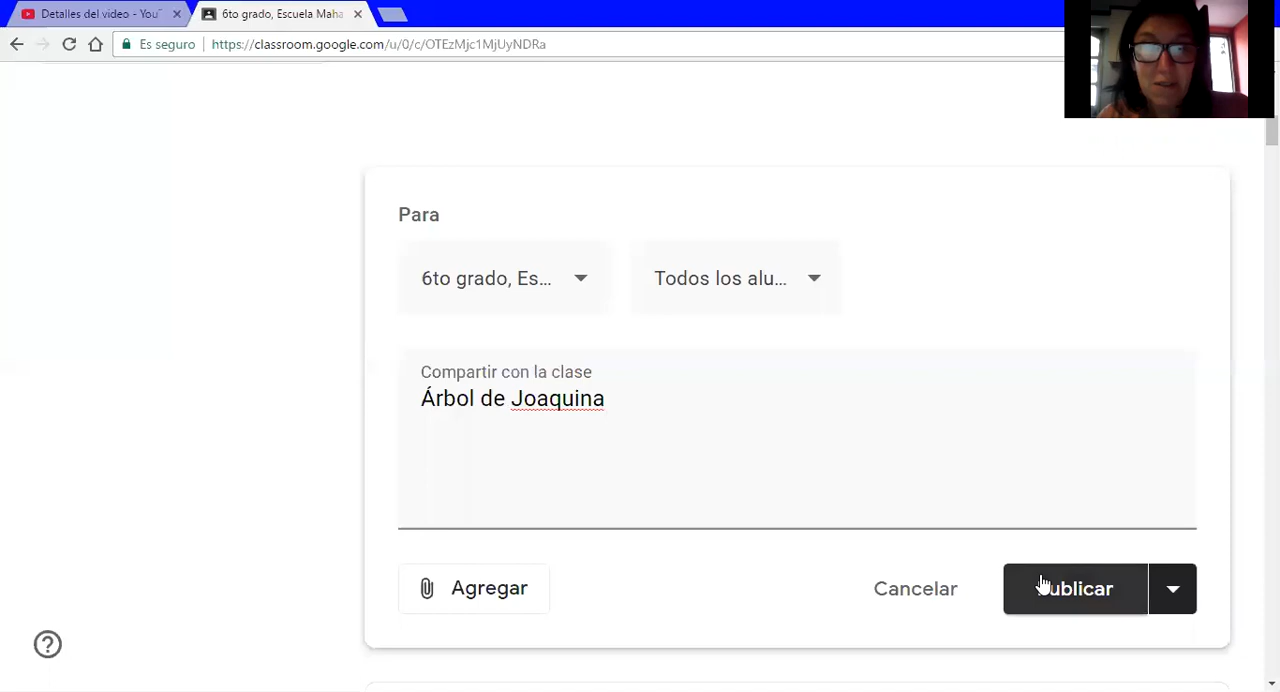 Detalles del video - You
6to grado, Escuela Maha
Es seguro
https://classroom.google.com/u/0/c/OTEzMjc1MjUyNDRa
Para
6to grado, Es...
Todos los alu...
Compartir con la clase
Árbol de Joaquina
Agregar
Cancelar
Publicar